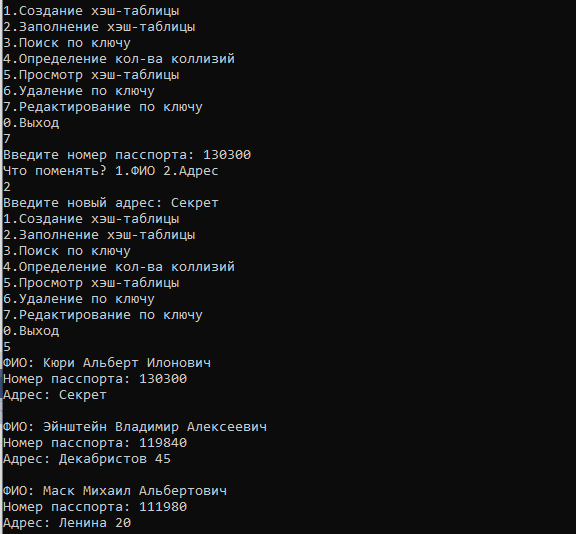 1.Создание хэш-таблицы
2.Заполнение хэш-таблицы
3.Поиск по ключу
4.Определение кол-ва коллизий
5.Просмотр хэш-таблицы
6.Удаление по ключу
7.Редактирование по ключу
0.Выход
7
Введите номер пасспорта: 130300
Что поменять? 1.ФИО 2.Адрес
2
Введите новый адрес: Секрет
1.Создание хэш-таблицы
2.Заполнение хэш-таблицы
3.Поиск по ключу
4.Определение кол-ва коллизий
5.Просмотр хэш-таблицы
6.Удаление по ключу
7.Редактирование по ключу
0.Выход
5
ФИО: Кюри Альберт Илонович
Номер пасспорта: 130300
Адрес: Секрет

ФИО: Эйнштейн Владимир Алексеевич
Номер пасспорта: 119840
Адрес: Декабристов 45

ФИО: Маск Михаил Альбертович
Номер пасспорта: 111980
Адрес: Ленина 20